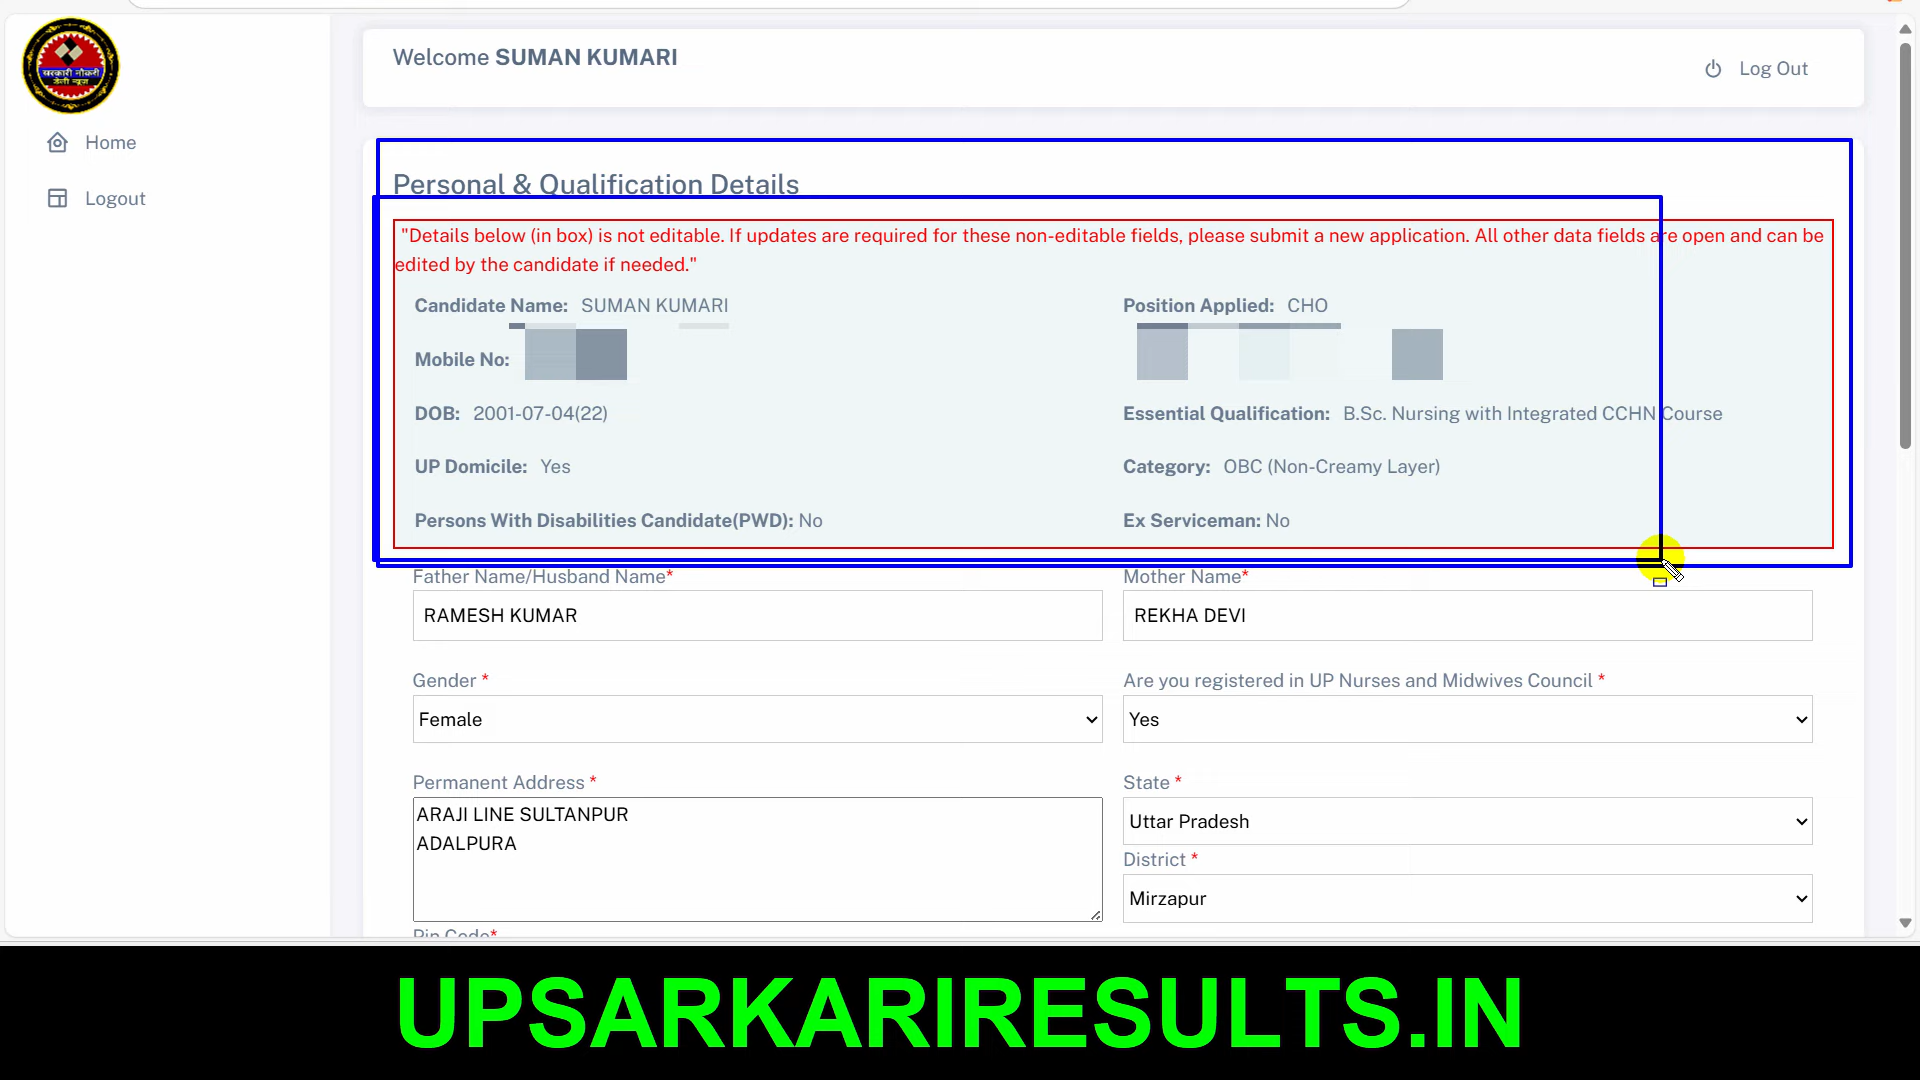 सरकारी नौकरी
डेली न्यूज़
Home
Logout
Welcome SUMAN KUMARI
Log Out
Personal & Qualification Details
"Details below (in box) is not editable. If updates are required for these non-editable fields, please submit a new application. All other data fields are open and can be
edited by the candidate if needed."
Candidate Name: SUMAN KUMARI
Position Applied: CHO
Mobile No:
DOB: 2001-07-04(22)
Essential Qualification: B.Sc. Nursing with Integrated CCHN Course
UP Domicile: Yes
Category: OBC (Non-Creamy Layer)
Persons With Disabilities Candidate(PWD): No
Ex Serviceman: No
Father Name/Husband Name*
Mother Name*
RAMESH KUMAR
REKHA DEVI
Gender *
Are you registered in UP Nurses and Midwives Council *
Female
Yes
Permanent Address *
State *
ARAJI LINE SULTANPUR
ADALPURA
Uttar Pradesh
District *
Mirzapur
Pin Code*
UPSARKARIRESULTS.IN